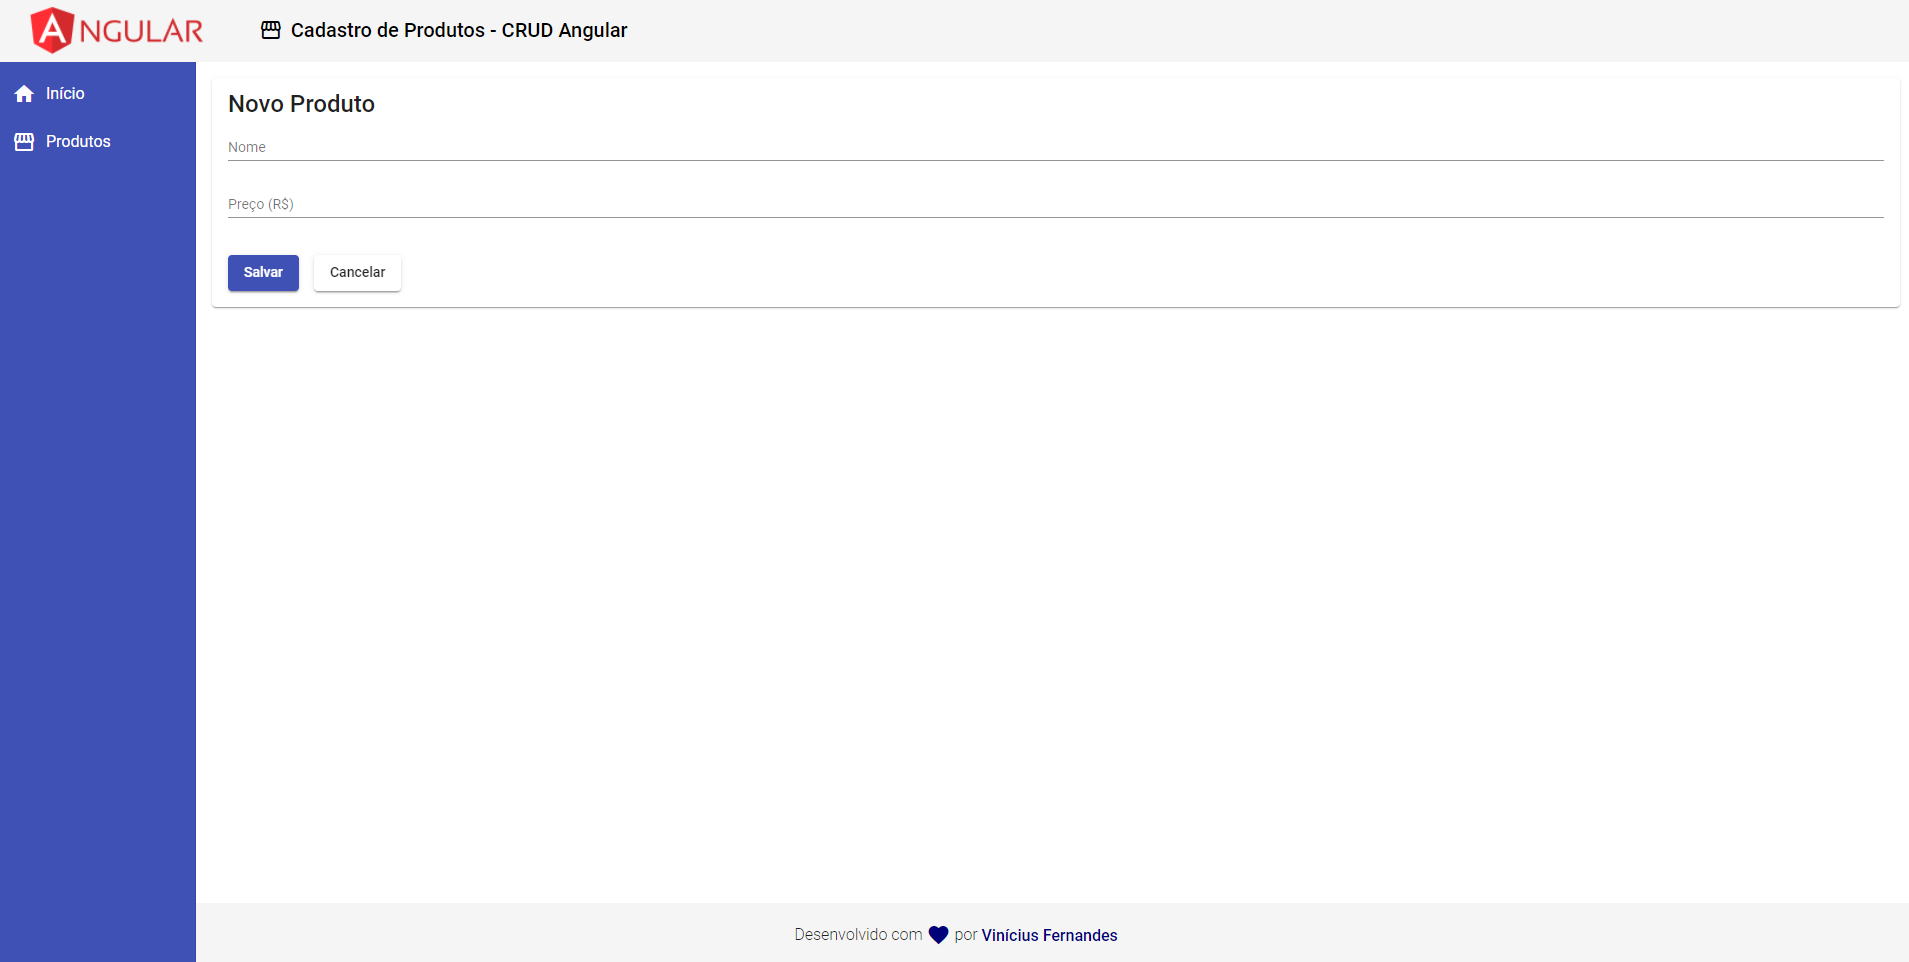 ANGULAR
Cadastro de Produtos - CRUD Angular
Início
Produtos
Novo Produto
Nome
Preço (R$)
Salvar Cancelar
Desenvolvido com por Vinícius Fernandes